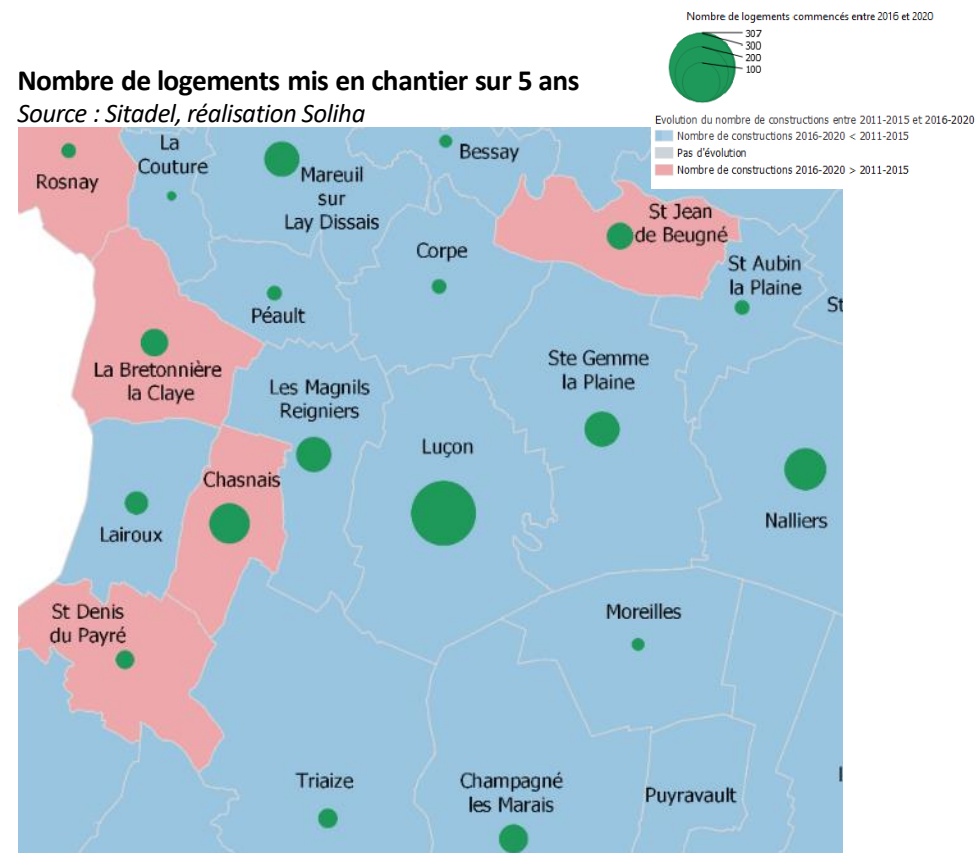 Nombre de logements commencés entre 2016 et 2020
307
300
200
100
Nombre de logements mis en chantier sur 5 ans
Source : Sitadel, réalisation Soliha
Evolution du nombre de constructions entre 2011-2015 et 2016-2020
Nombre de constructions 2016-2020 < 2011-2015
Pas d'évolution
Nombre de constructions 2016-2020 > 2011-2015
La
Couture
Rosnay
Mareuil
sur
Lay Dissais
Bessay
St Jean
de Beugné
Corpe
St Aubin
la Plaine
St
Péault
La Bretonnière
la Claye
Les Magnils
Reigniers
Ste Gemme
la Plaine
Luçon
Chasnais
Lairoux
Nalliers
St Denis
du Payré
Moreilles
Triaize
Champagné
les Marais
Puyravault